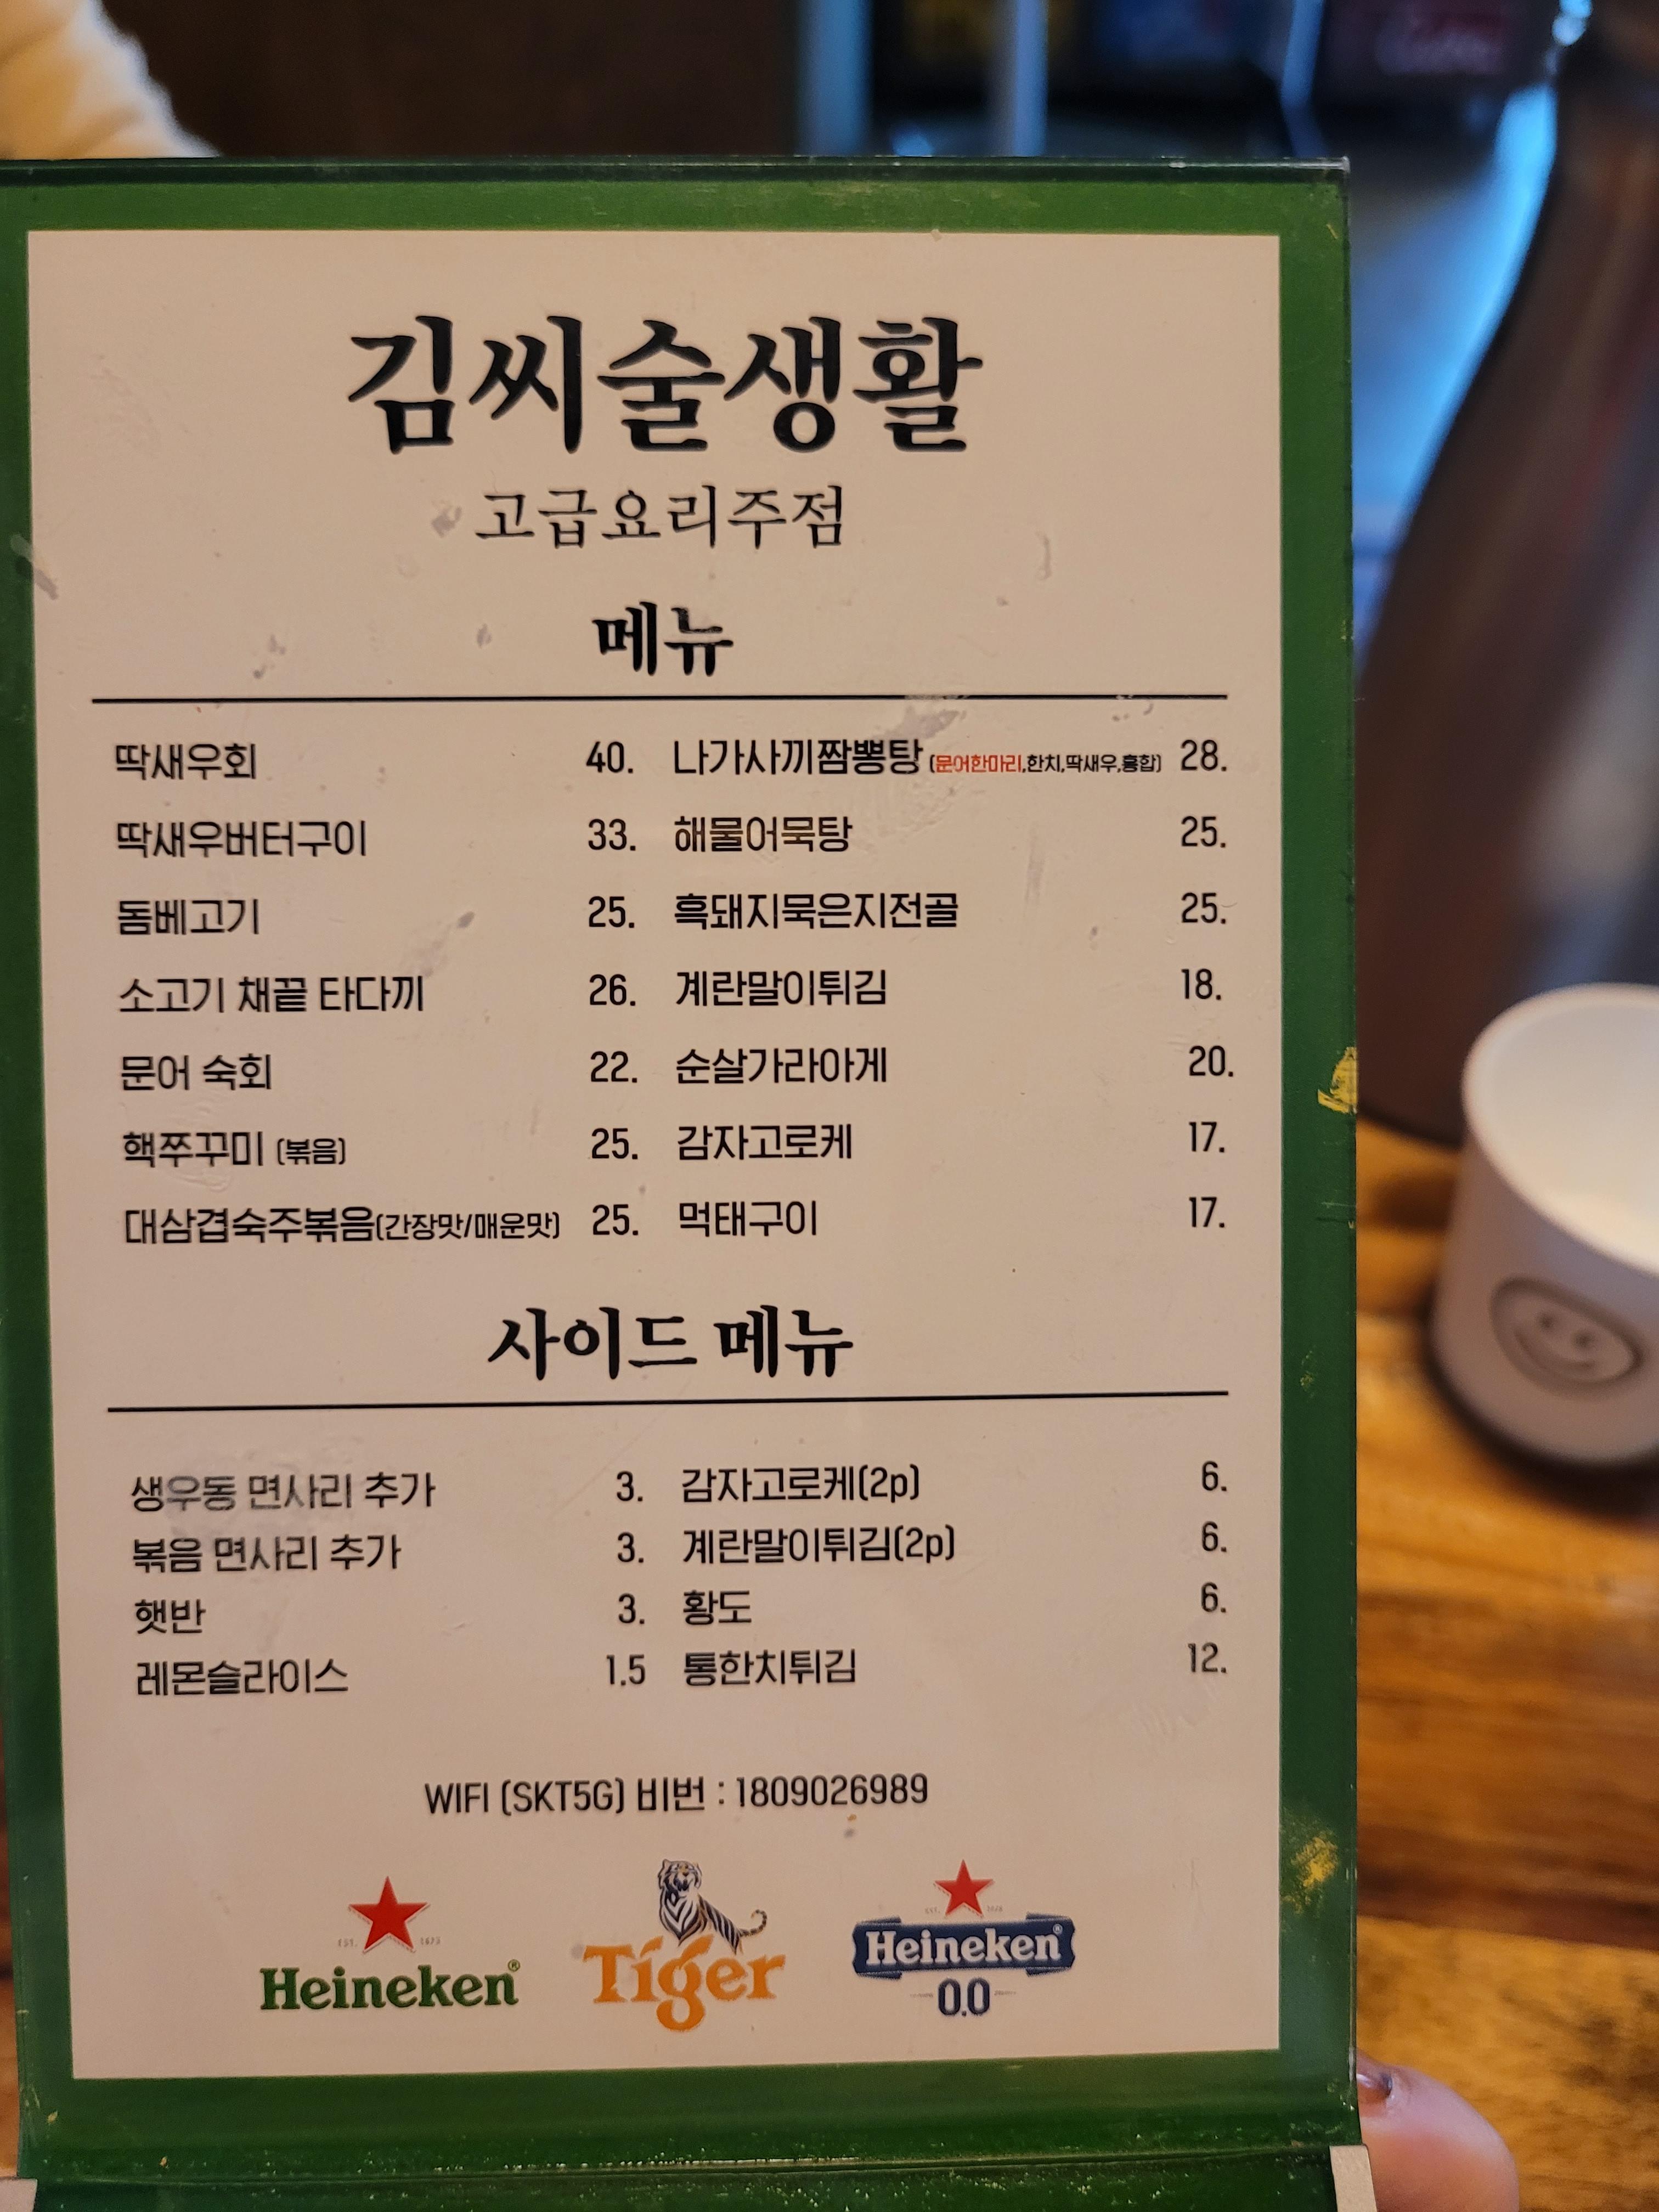 김씨술생활
고급요리주점
메뉴
딱새우회 40. 나가사끼짬뽕탕 (문어한마리,한치,딱새우,홍합) 28.
딱새우버터구이 33. 해물어묵탕 25.
돔베고기 25. 흑돼지묵은지전골 25.
소고기 채끝 타다끼 26. 계란말이튀김 18.
문어 숙회 22. 순살가라아게 20.
핵쭈꾸미 (볶음) 25. 감자고로케 17.
대삼겹숙주볶음(간장맛/매운맛) 25. 먹태구이 17.
사이드 메뉴
생우동 면사리 추가 3. 감자고로케(2p) 6.
볶음 면사리 추가 3. 계란말이튀김(2p) 6.
햇반 3. 황도 6.
레몬슬라이스 1.5 통한치튀김 12.
WIFI (SKT5G) 비번 : 1809026989
EST. 1873
Heineken®
Tiger
Heineken®
0.0